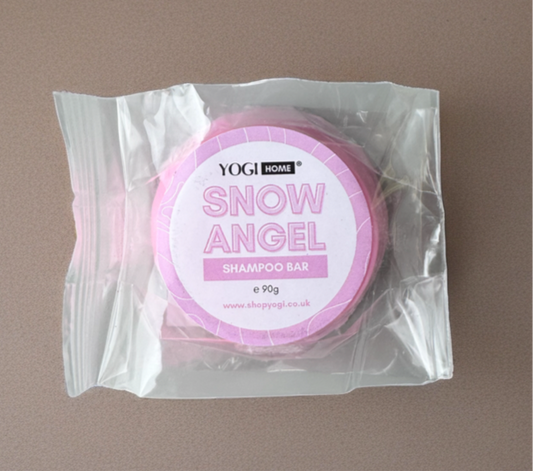 YOGI HOME®
SNOW
ANGEL
SHAMPOO BAR
e 90g
www.shopyogi.co.uk